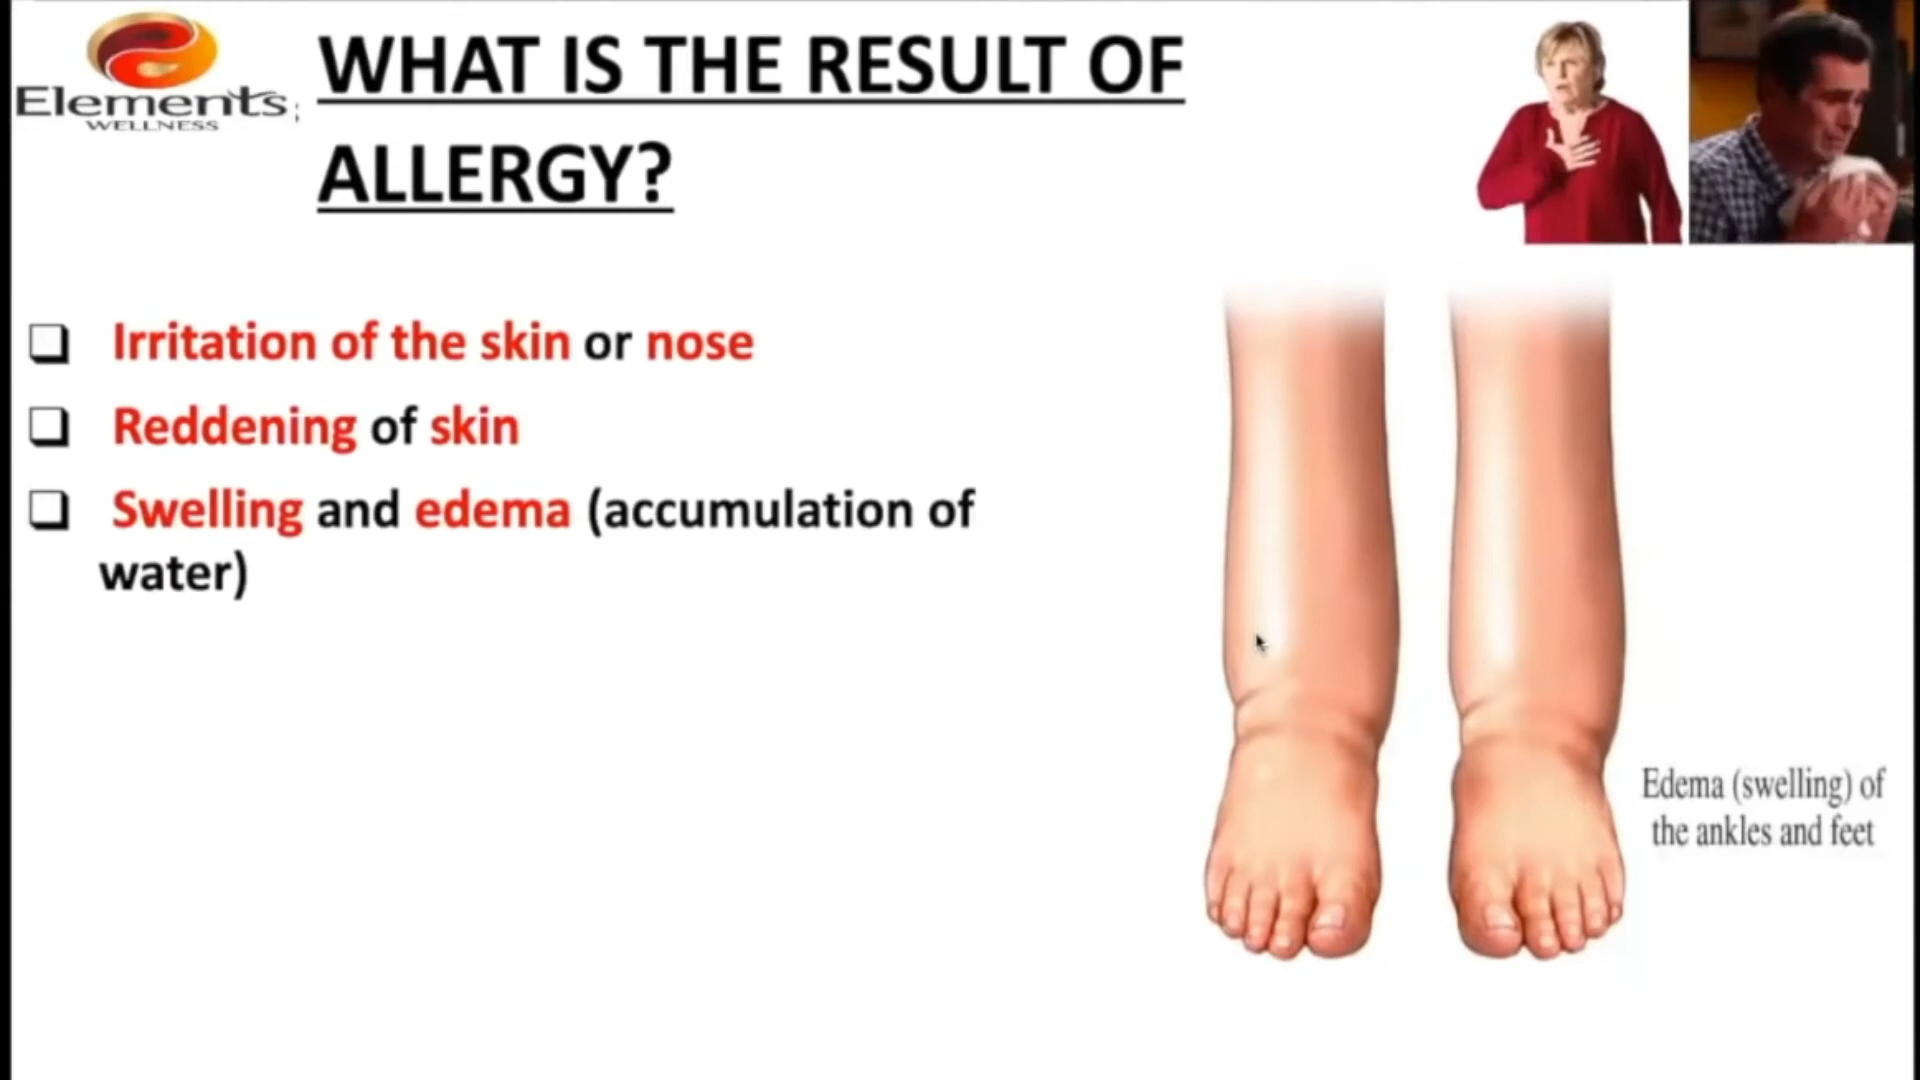 Elements
WELLNESS
WHAT IS THE RESULT OF
ALLERGY?
Irritation of the skin or nose
Reddening of skin
Swelling and edema (accumulation of
water)
Edema (swelling) of
the ankles and feet